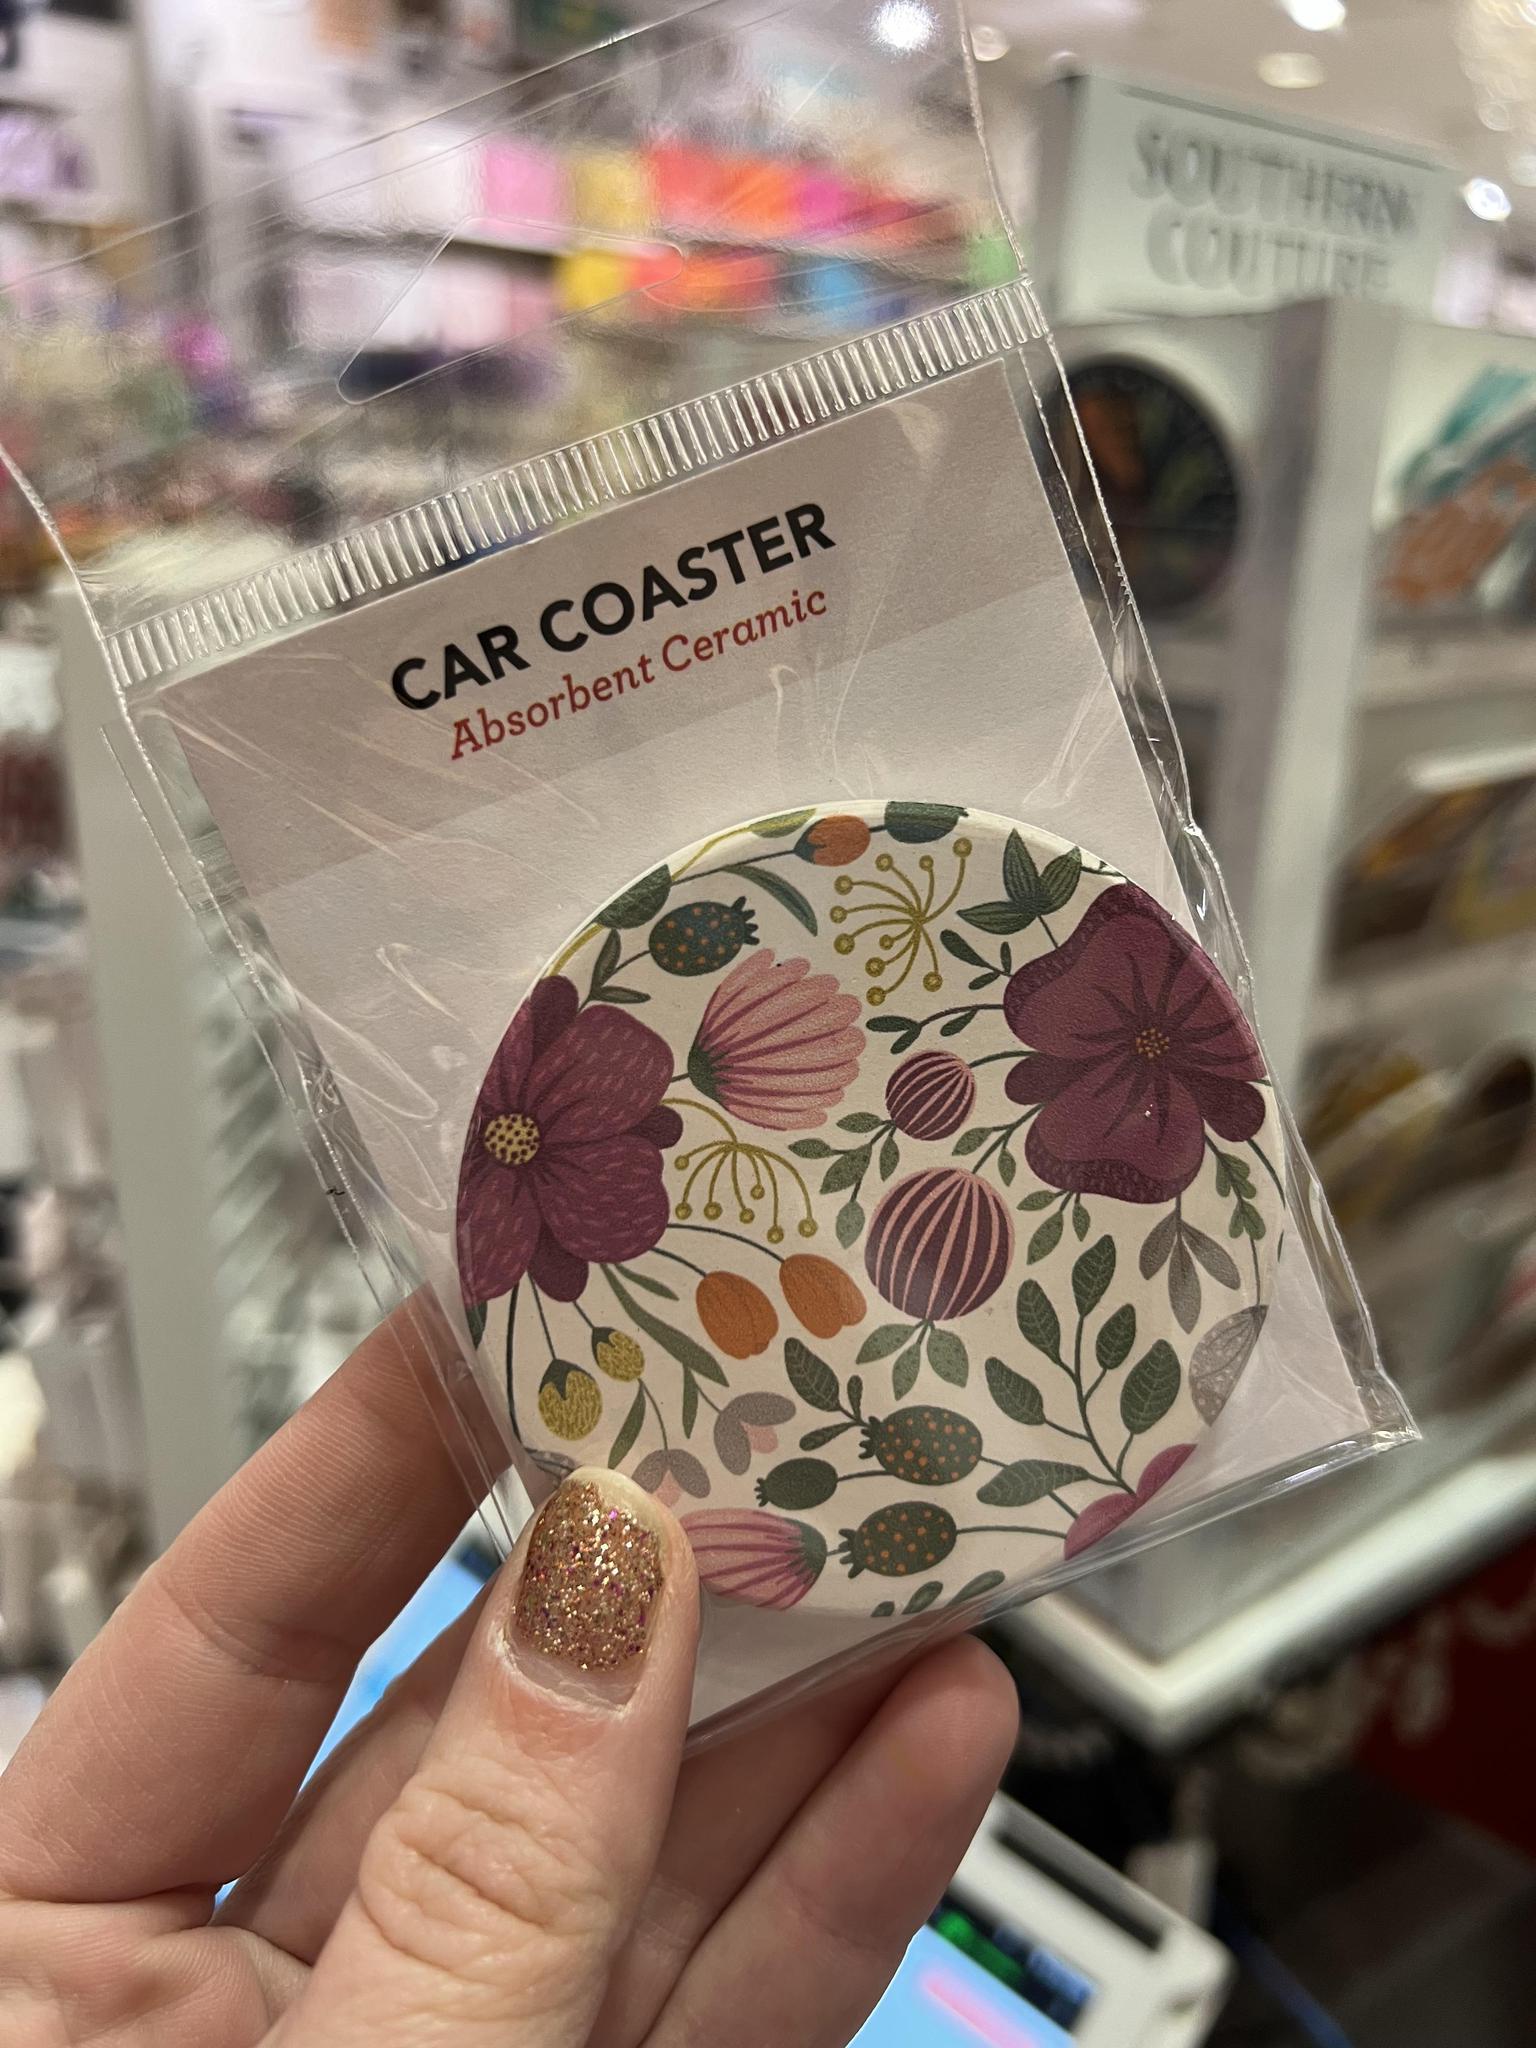 SOUTHERN
COUTURE
CAR COASTER
Absorbent Ceramic